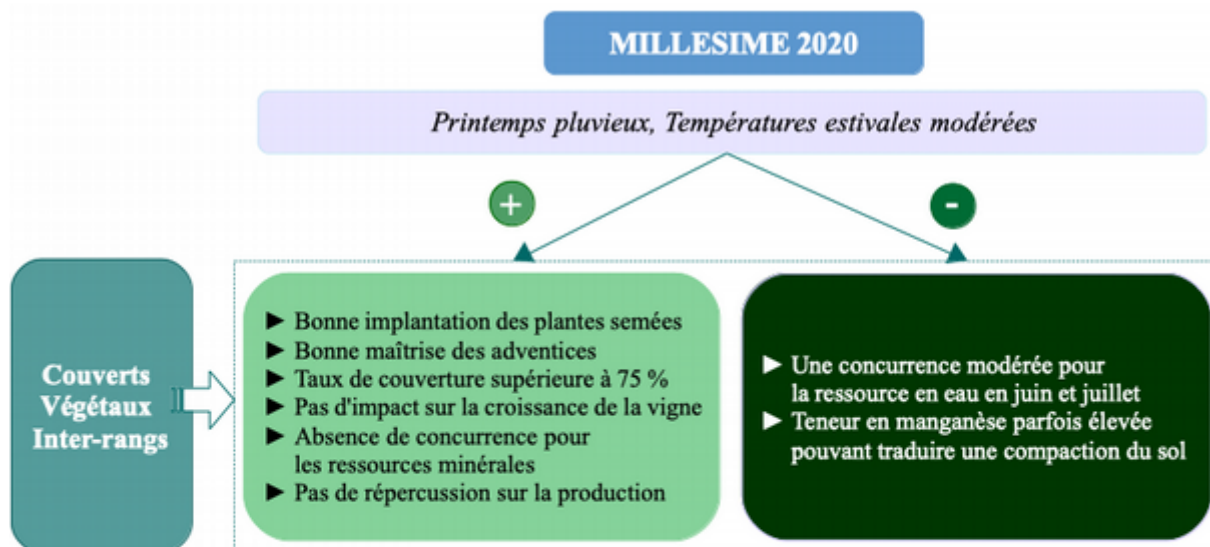 MILLESIME 2020
Printemps pluvieux, Températures estivales modérées
+
-
Couverts
Végétaux
Inter-rangs
► Bonne implantation des plantes semées
► Bonne maîtrise des adventices
► Taux de couverture supérieure à 75 %
► Pas d'impact sur la croissance de la vigne
► Absence de concurrence pour
les ressources minérales
► Pas de répercussion sur la production
► Une concurrence modérée pour
la ressource en eau en juin et juillet
► Teneur en manganèse parfois élevée
pouvant traduire une compaction du sol